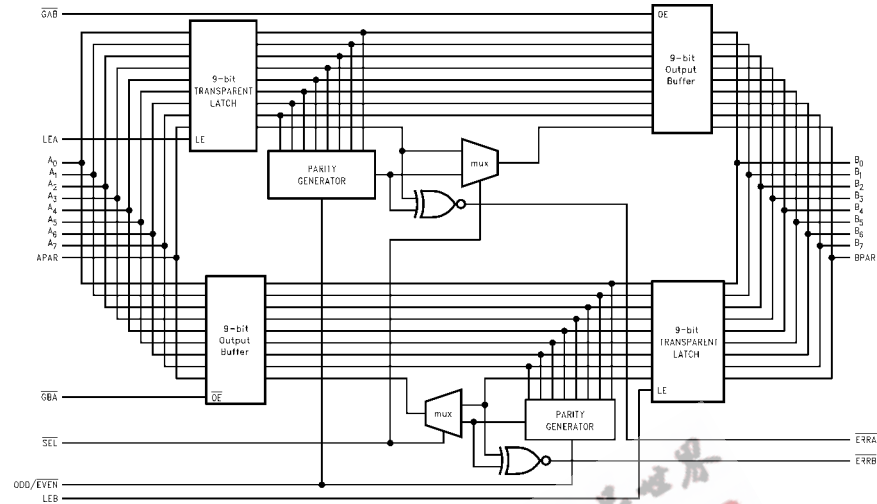 GAB
OE
9-bit
TRANSPARENT
LATCH
LE
9-bit
Output
Buffer
LEA
A0
A1
A2
A3
A4
A5
A6
A7
APAR
PARITY
GENERATOR
mux
B0
B1
B2
B3
B4
B5
B6
B7
BPAR
9-bit
Output
Buffer
OE
9-bit
TRANSPARENT
LATCH
LE
GBA
mux
PARITY
GENERATOR
SEL
ERRA
ERRB
ODD/EVEN
LEB
世界